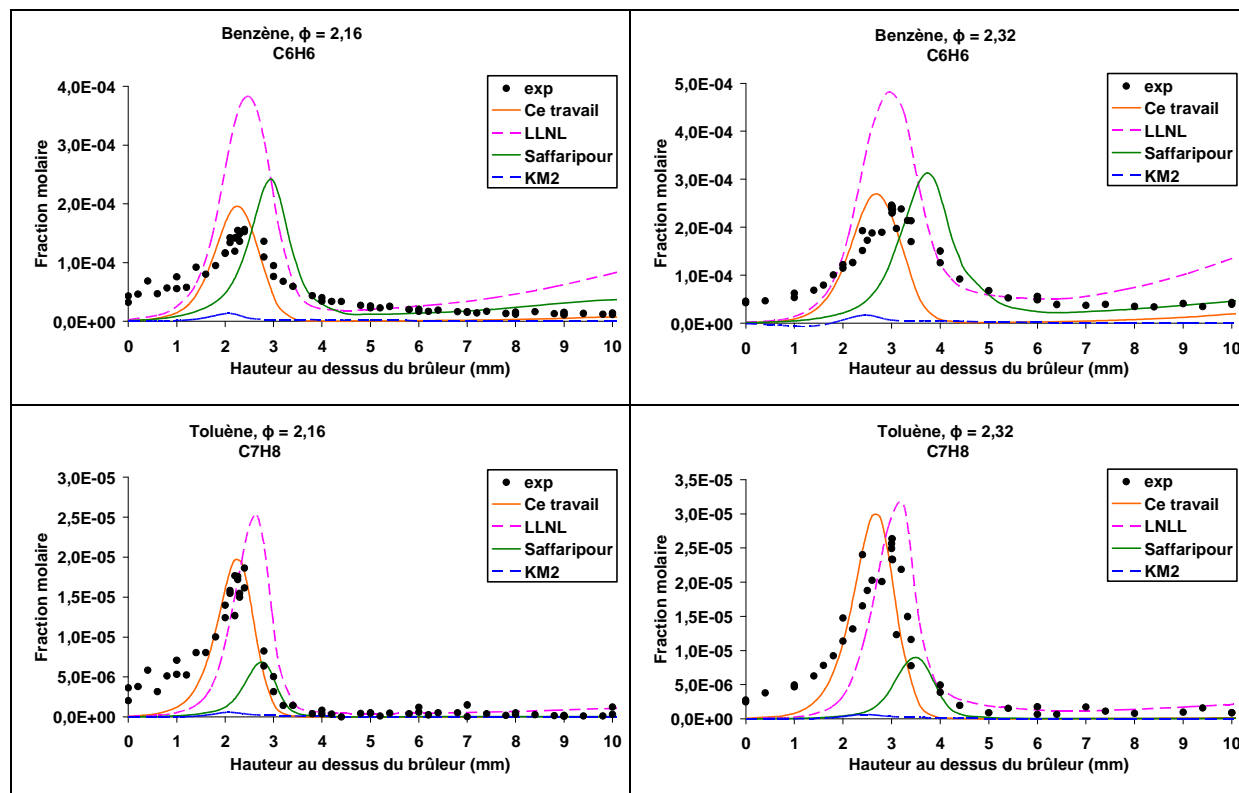 Benzène, ϕ = 2,16
C6H6
4,0E-04
3,0E-04
2,0E-04
1,0E-04
0,0E+00
Fraction molaire
0 1 2 3 4 5 6 7 8 9 10
Hauteur au dessus du brûleur (mm)
exp
Ce travail
LLNL
Saffaripour
KM2
Benzène, ϕ = 2,32
C6H6
5,0E-04
4,0E-04
3,0E-04
2,0E-04
1,0E-04
0,0E+00
Fraction molaire
0 1 2 3 4 5 6 7 8 9 10
Hauteur au dessus du brûleur (mm)
exp
Ce travail
LLNL
Saffaripour
KM2
Toluène, ϕ = 2,16
C7H8
3,0E-05
2,5E-05
2,0E-05
1,5E-05
1,0E-05
5,0E-06
0,0E+00
Fraction molaire
0 1 2 3 4 5 6 7 8 9 10
Hauteur au dessus du brûleur (mm)
exp
Ce travail
LLNL
Saffaripour
KM2
Toluène, ϕ = 2,32
C7H8
3,5E-05
3,0E-05
2,5E-05
2,0E-05
1,5E-05
1,0E-05
5,0E-06
0,0E+00
Fraction molaire
0 1 2 3 4 5 6 7 8 9 10
Hauteur au dessus du brûleur (mm)
exp
Ce travail
LNLL
Saffaripour
KM2